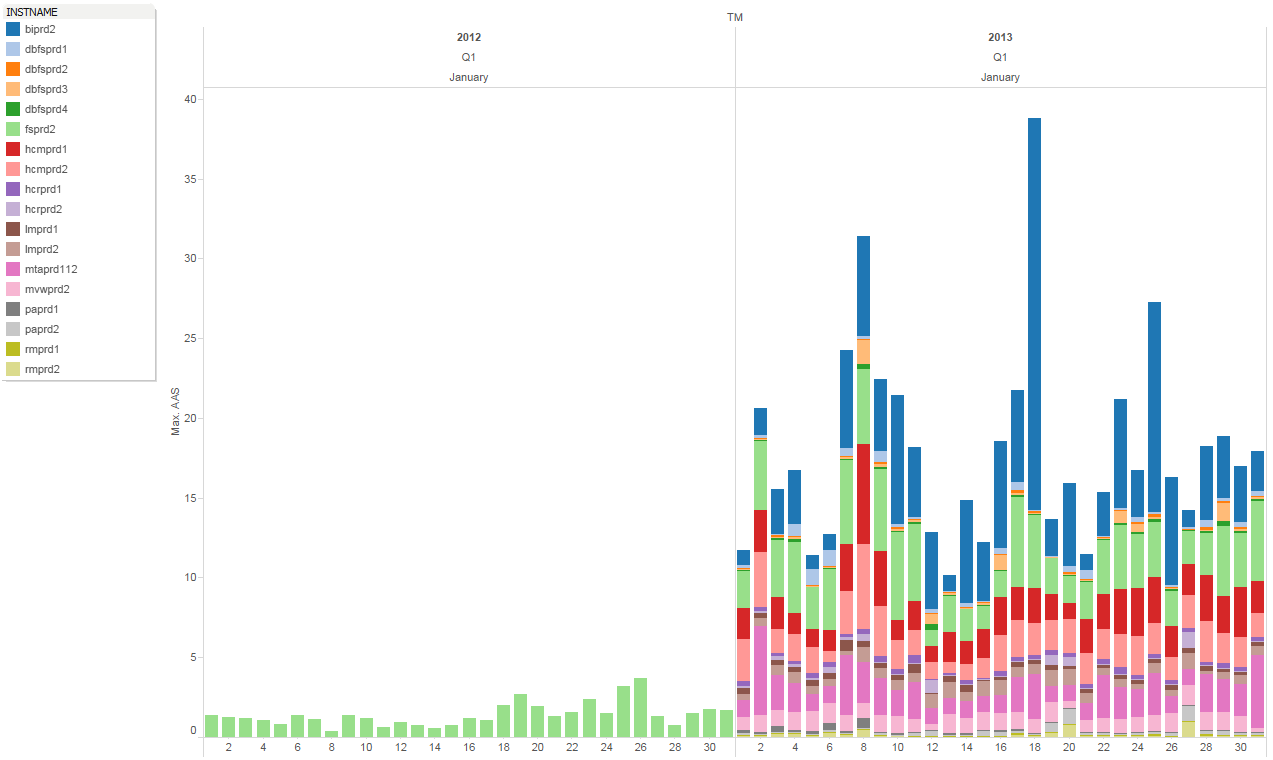 INSTNAME
biprd2
dbfsprd1
dbfsprd2
dbfsprd3
dbfsprd4
fsprd2
hcmprd1
hcmprd2
hcrprd1
hcrprd2
lmprd1
lmprd2
mtaprd112
mvwprd2
paprd1
paprd2
rmprd1
rmprd2
TM
2012 2013
Q1 Q1
January January
Max. AAS
40
35
30
25
20
15
10
5
0
2 4 6 8 10 12 14 16 18 20 22 24 26 28 30 2 4 6 8 10 12 14 16 18 20 22 24 26 28 30